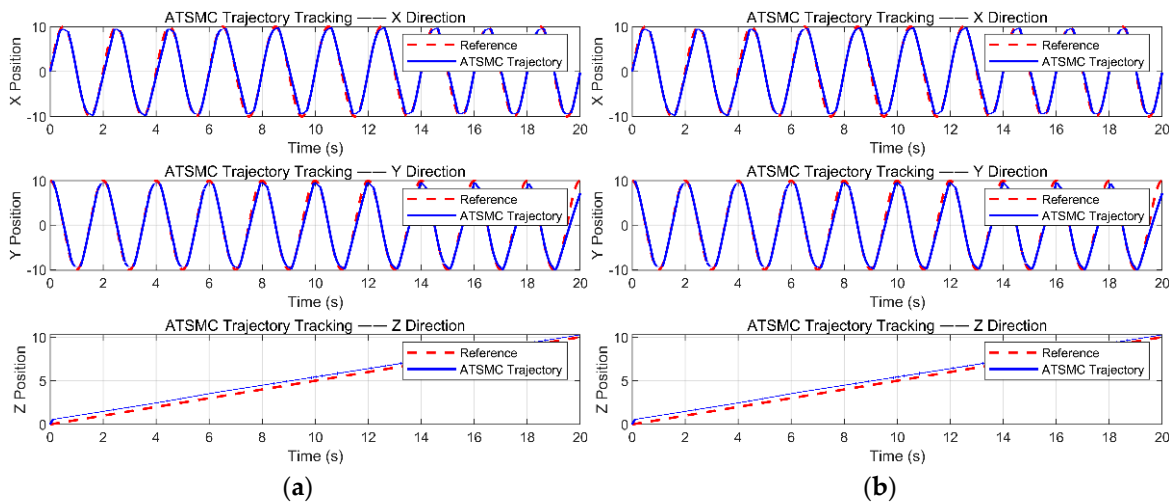 ATSMC Trajectory Tracking —— X Direction
10
0
-10
X Position
Reference
ATSMC Trajectory
0 2 4 6 8 10 12 14 16 18 20
Time (s)
ATSMC Trajectory Tracking —— Y Direction
10
0
-10
Y Position
Reference
ATSMC Trajectory
0 2 4 6 8 10 12 14 16 18 20
Time (s)
ATSMC Trajectory Tracking —— Z Direction
10
5
0
Z Position
Reference
ATSMC Trajectory
0 2 4 6 8 10 12 14 16 18 20
Time (s)
(a)
ATSMC Trajectory Tracking —— X Direction
10
0
-10
X Position
Reference
ATSMC Trajectory
0 2 4 6 8 10 12 14 16 18 20
Time (s)
ATSMC Trajectory Tracking —— Y Direction
10
0
-10
Y Position
Reference
ATSMC Trajectory
0 2 4 6 8 10 12 14 16 18 20
Time (s)
ATSMC Trajectory Tracking —— Z Direction
10
5
0
Z Position
Reference
ATSMC Trajectory
0 2 4 6 8 10 12 14 16 18 20
Time (s)
(b)